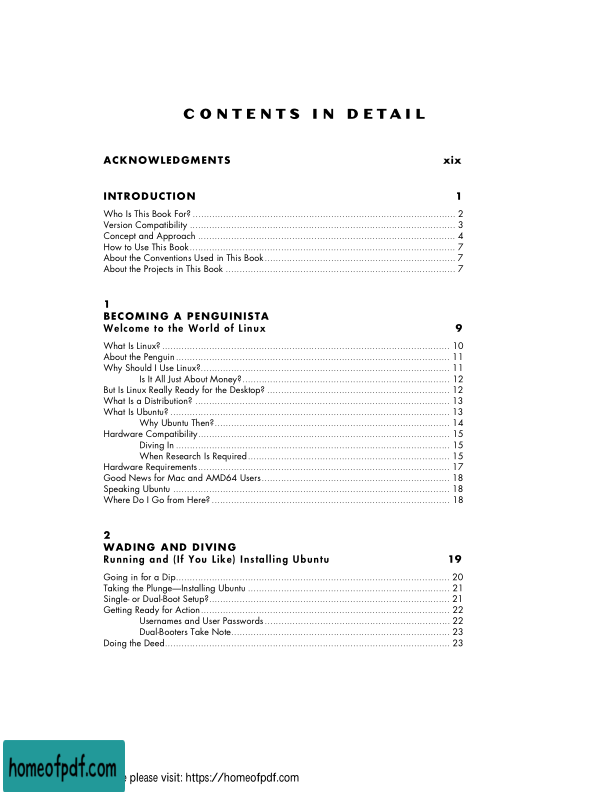 CONTENTS IN DETAIL
ACKNOWLEDGMENTS xix
INTRODUCTION 1
Who Is This Book For? 2
Version Compatibility 3
Concept and Approach 4
How to Use This Book 7
About the Conventions Used in This Book 7
About the Projects in This Book 7
1
BECOMING A PENGUINISTA
Welcome to the World of Linux 9
What Is Linux? 10
About the Penguin 11
Why Should I Use Linux? 11
Is It All Just About Money? 12
But Is Linux Really Ready for the Desktop? 12
What Is a Distribution? 13
What Is Ubuntu? 13
Why Ubuntu Then? 14
Hardware Compatibility 15
Diving In 15
When Research Is Required 15
Hardware Requirements 17
Good News for Mac and AMD64 Users 18
Speaking Ubuntu 18
Where Do I Go from Here? 18
2
WADING AND DIVING
Running and (If You Like) Installing Ubuntu 19
Going in for a Dip 20
Taking the Plunge—Installing Ubuntu 21
Single- or Dual-Boot Setup? 21
Getting Ready for Action 22
Usernames and User Passwords 22
Dual-Booters Take Note 23
Doing the Deed 23
homeofpdf.com
please visit: https://homeofpdf.com